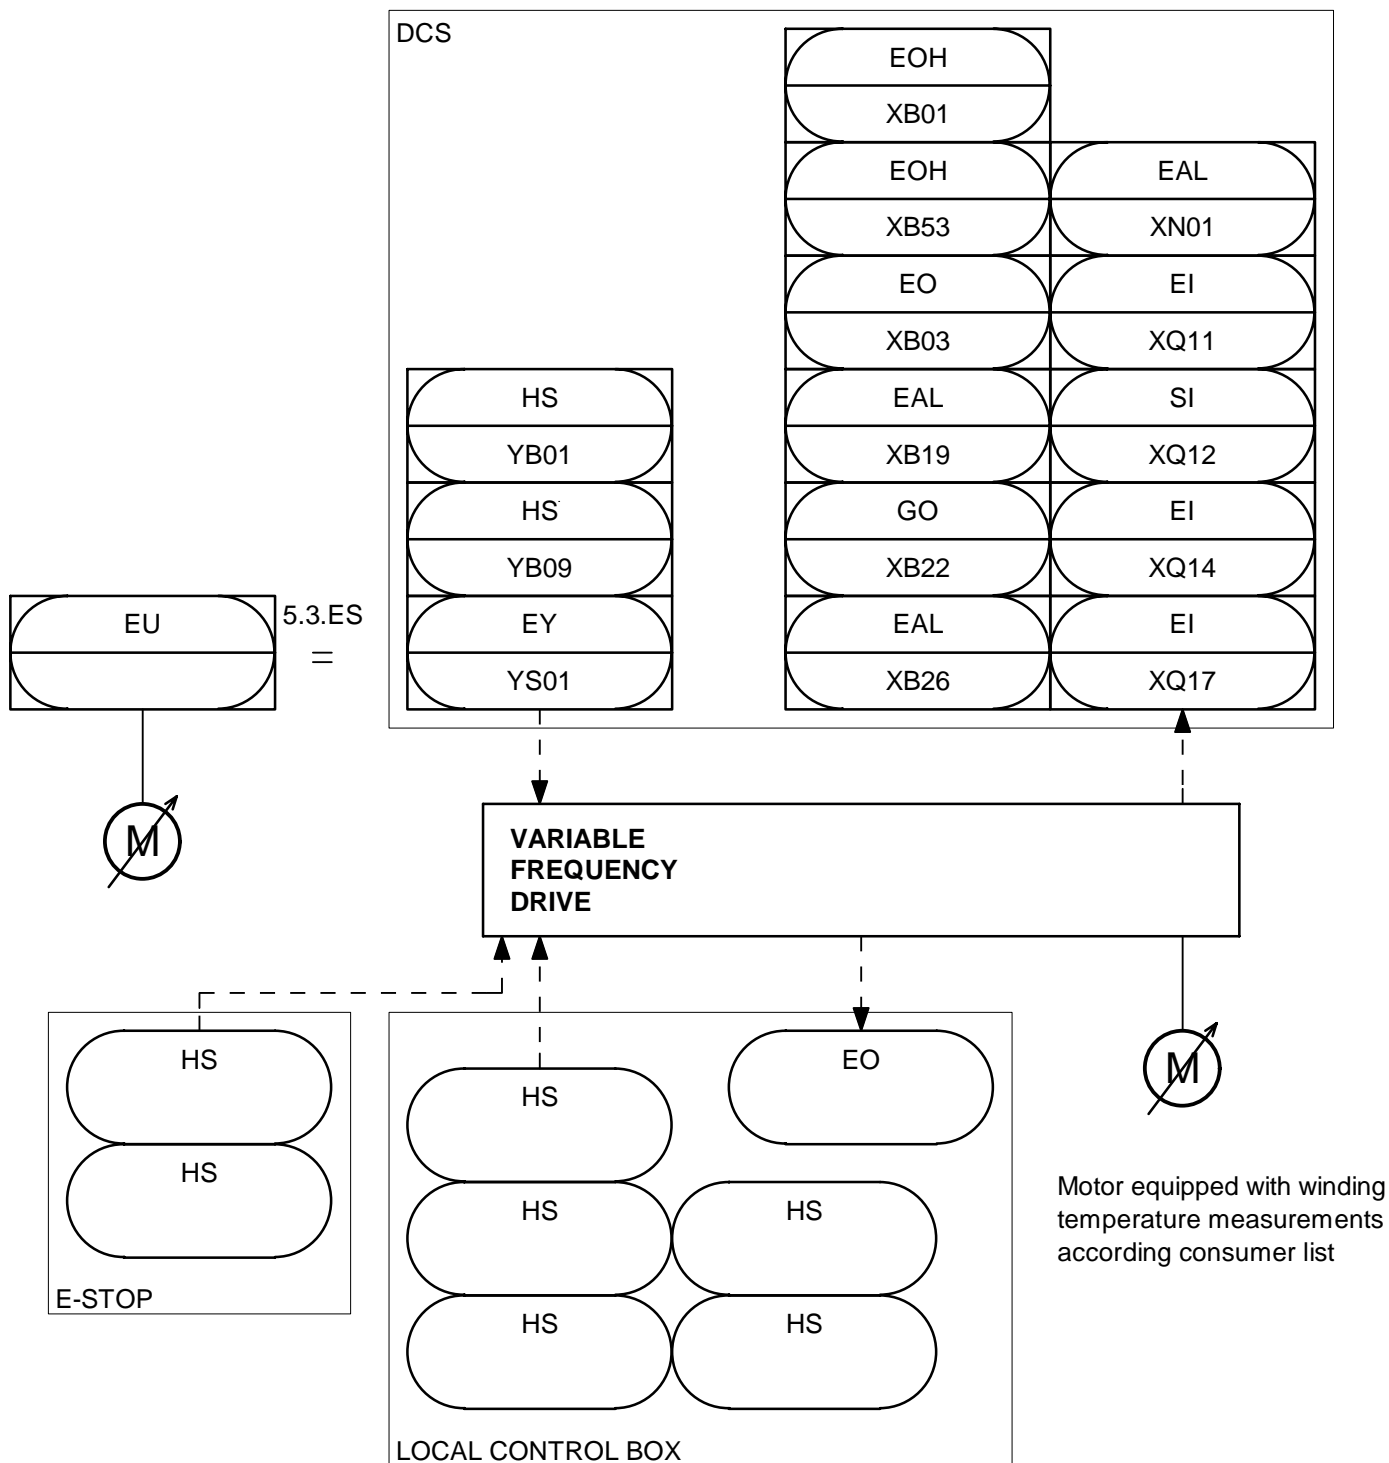 DCS
EOH
XB01
EOH
XB53
EO
XB03
EAL
XB19
GO
XB22
EAL
XB26
EAL
XN01
EI
XQ11
SI
XQ12
EI
XQ14
EI
XQ17
HS
YB01
HS
YB09
EY
YS01
EU
5.3.ES
=
M
VARIABLE
FREQUENCY
DRIVE
HS
HS
E-STOP
HS
HS
HS
HS
HS
EO
LOCAL CONTROL BOX
M
Motor equipped with winding
temperature measurements
according consumer list